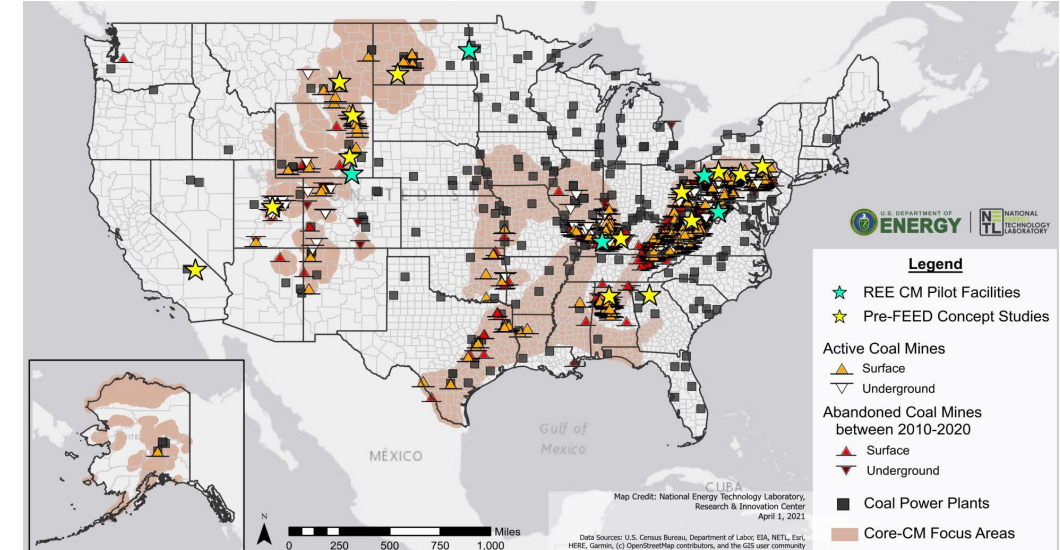 U.S. DEPARTMENT OF
ENERGY
NE
TL
NATIONAL
ENERGY
TECHNOLOGY
LABORATORY
Legend
REE CM Pilot Facilities
Pre-FEED Concept Studies
Active Coal Mines
Surface
Underground
Abandoned Coal Mines
between 2010-2020
Surface
Underground
Coal Power Plants
Core-CM Focus Areas
MÉXICO
Gulf of
Mexico
CUBA
Map Credit: National Energy Technology Laboratory,
Research & Innovation Center
April 1, 2021
Data Sources: U.S. Census Bureau, Department of Labor, EIA, NETL, Esri,
HERE, Garmin, (c) OpenStreetMap contributors, and the GIS user community
N
Miles
0 250 500 750 1,000